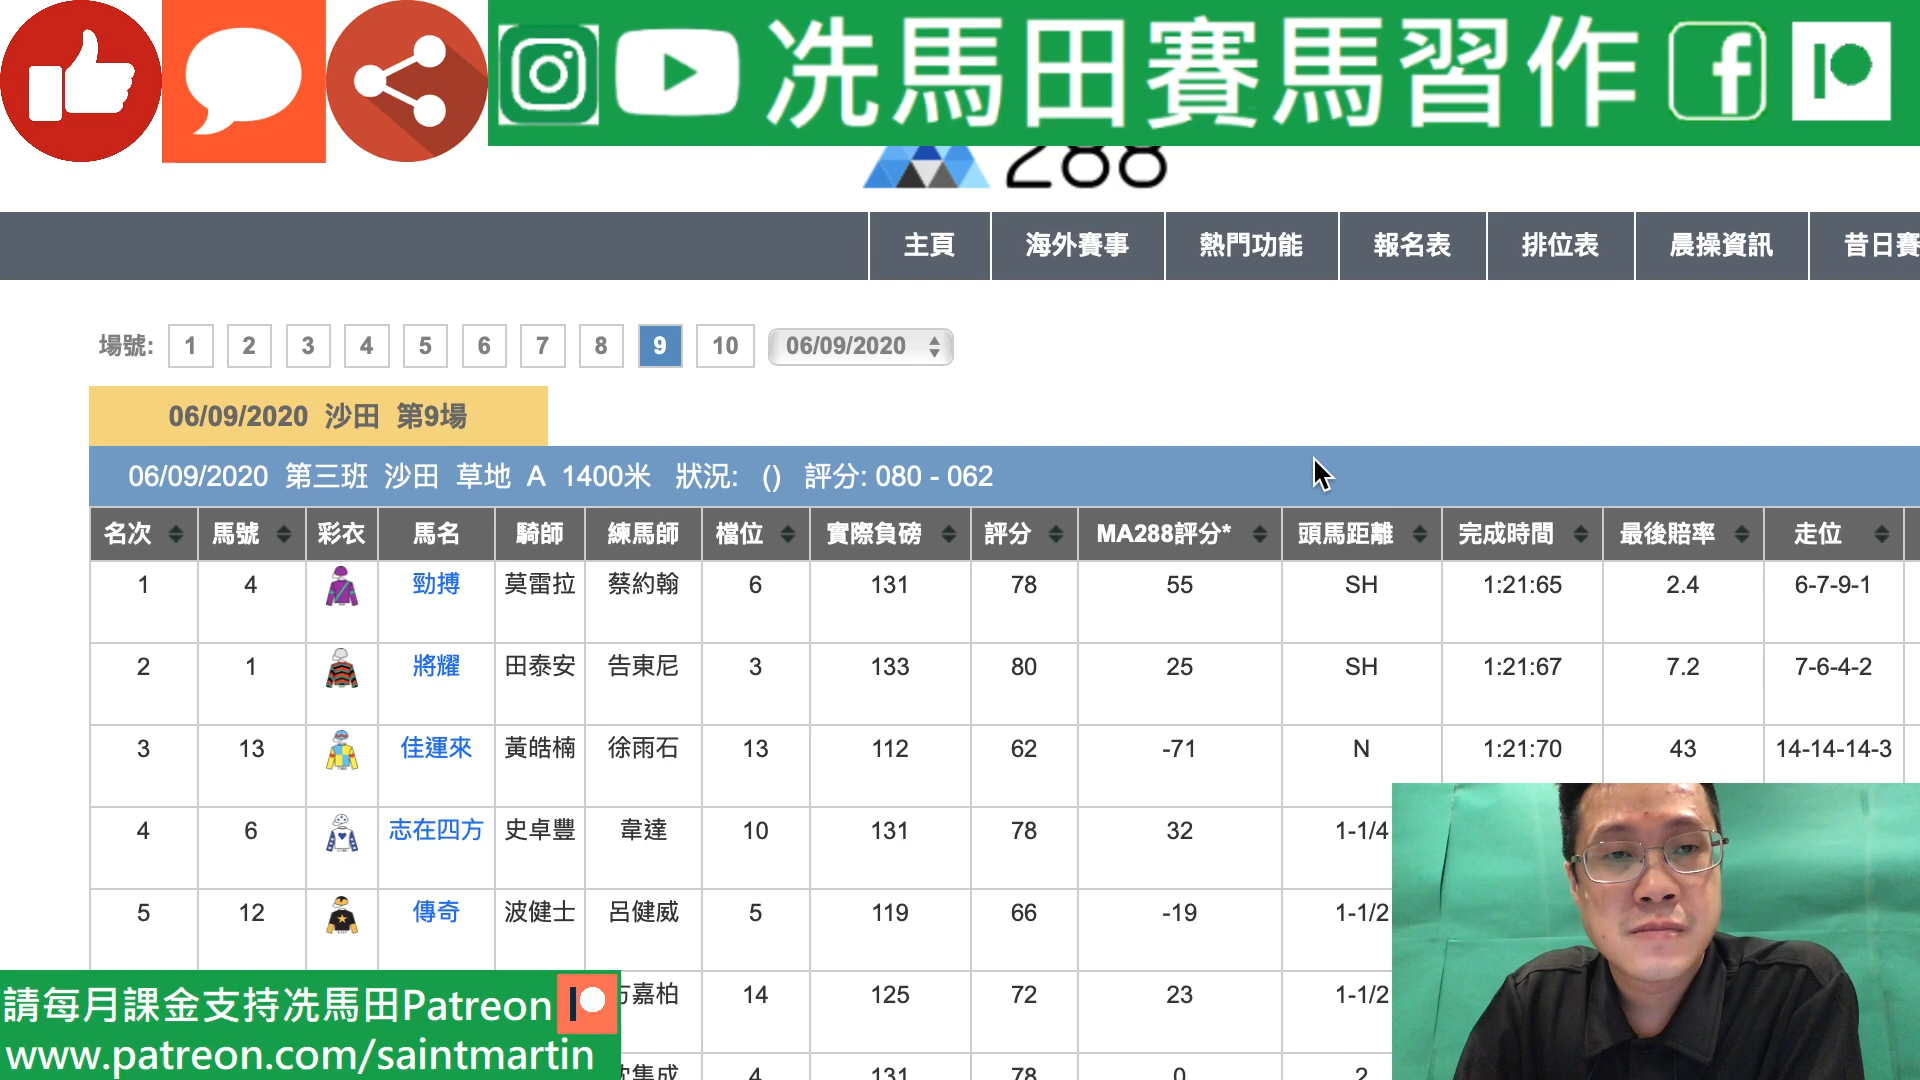 冼馬田賽馬習作
288
主頁 海外賽事 熱門功能 報名表 排位表 晨操資訊 昔日賽
場號: 1 2 3 4 5 6 7 8 9 10 06/09/2020
06/09/2020 沙田 第9場
06/09/2020 第三班 沙田 草地 A 1400米 狀況: () 評分: 080 - 062
名次 馬號 彩衣 馬名 騎師 練馬師 檔位 實際負磅 評分 MA288評分* 頭馬距離 完成時間 最後賠率 走位
1 4 勁搏 莫雷拉 蔡約翰 6 131 78 55 SH 1:21:65 2.4 6-7-9-1
2 1 將耀 田泰安 告東尼 3 133 80 25 SH 1:21:67 7.2 7-6-4-2
3 13 佳運來 黃皓楠 徐雨石 13 112 62 -71 N 1:21:70 43 14-14-14-3
4 6 志在四方 史卓豐 韋達 10 131 78 32 1-1/4
5 12 傳奇 波健士 呂健威 5 119 66 -19 1-1/2
方嘉柏 14 125 72 23 1-1/2
集成 4 131 78 0 2
請每月課金支持冼馬田Patreon
www.patreon.com/saintmartin